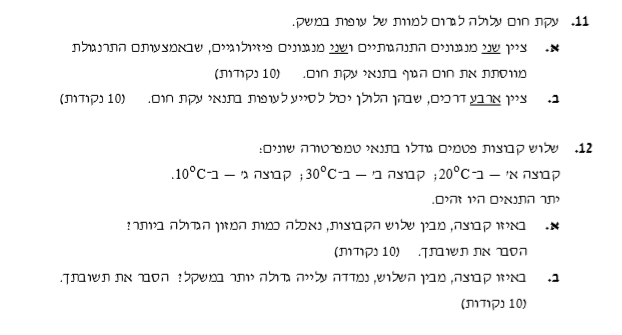 11. עקת חום עלולה לגרום למוות של עופות במשק.
א. ציין שני מנגנונים התנהגותיים ושני מנגנונים פיזיולוגיים, שבאמצעותם התרנגולת
מווסתת את חום הגוף בתנאי עקת חום. (10 נקודות)
ב. ציין ארבע דרכים, שבהן הלולן יכול לסייע לעופות בתנאי עקת חום. (10 נקודות)
12. שלוש קבוצות פטמים גודלו בתנאי טמפרטורה שונים:
קבוצה א' — ב-20°C; קבוצה ב' — ב-30°C; קבוצה ג' — ב-10°C.
יתר התנאים היו זהים.
א. באיזו קבוצה, מבין שלוש הקבוצות, נאכלה כמות המזון הגדולה ביותר?
הסבר את תשובתך. (10 נקודות)
ב. באיזו קבוצה, מבין השלוש, נמדדה עלייה גדולה יותר במשקל? הסבר את תשובתך.
(10 נקודות)